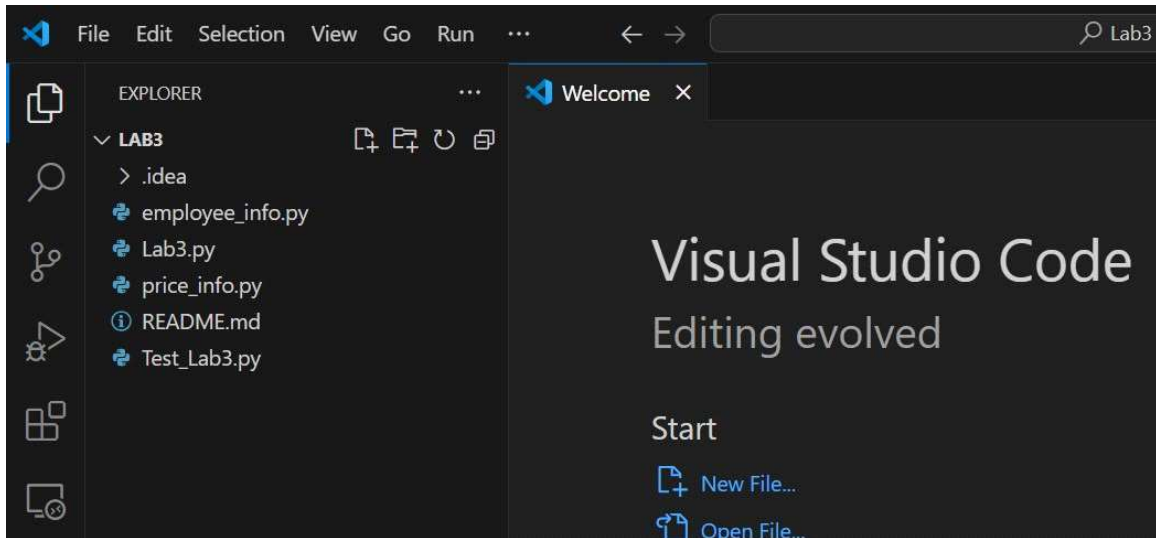 File Edit Selection View Go Run ... Lab3
EXPLORER ...
Welcome
LAB3
.idea
employee_info.py
Lab3.py
price_info.py
README.md
Test_Lab3.py
Visual Studio Code
Editing evolved
Start
New File...
Open File...